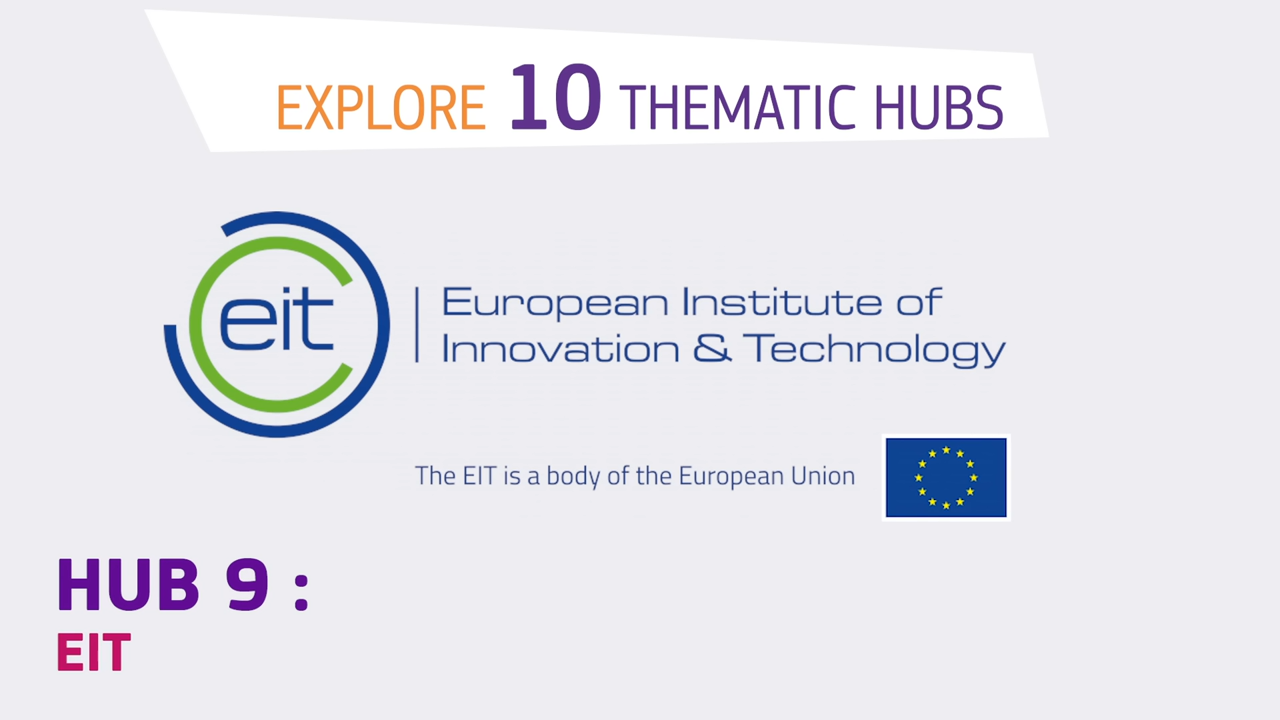 EXPLORE 10 THEMATIC HUBS
eit
European Institute of
Innovation & Technology
The EIT is a body of the European Union
HUB 9 :
EIT